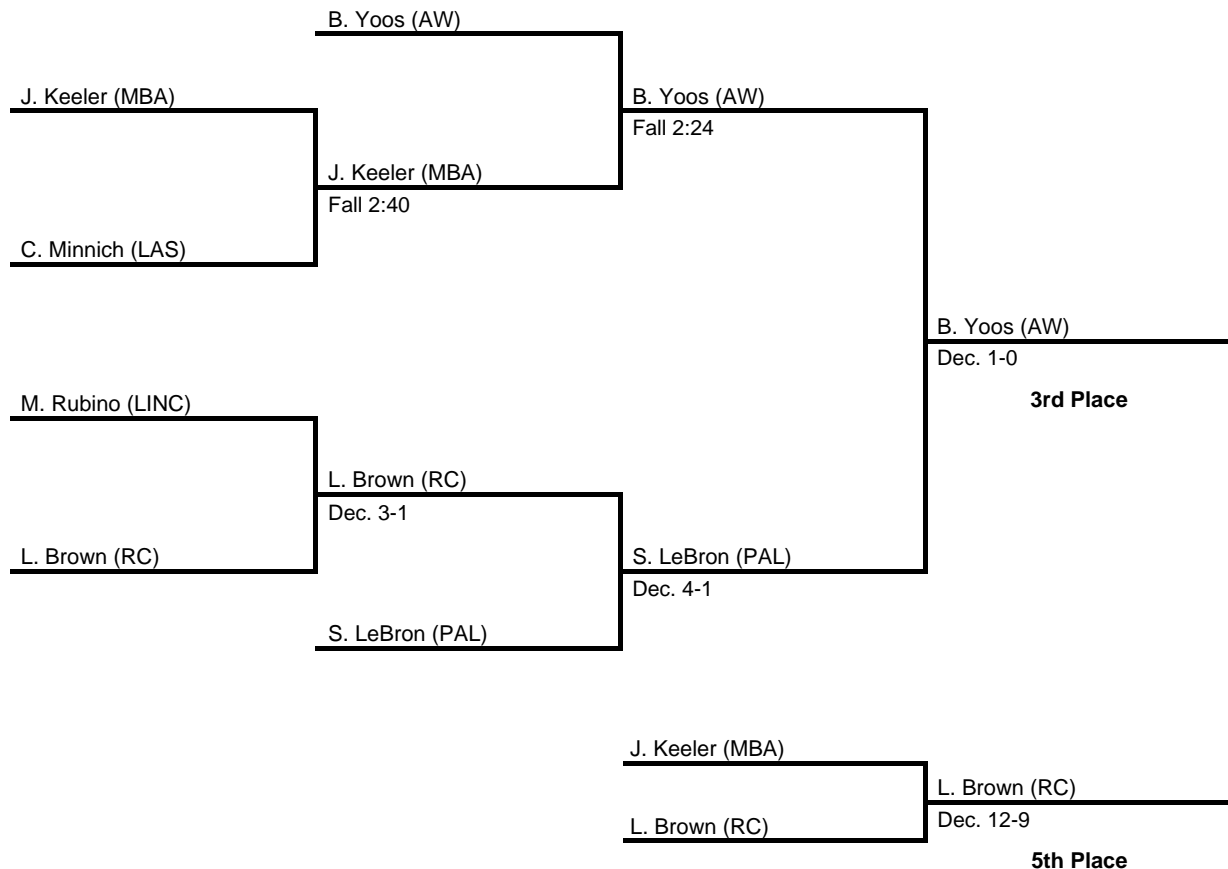 B. Yoos (AW)
J. Keeler (MBA)
B. Yoos (AW)
Fall 2:24
J. Keeler (MBA)
Fall 2:40
C. Minnich (LAS)
B. Yoos (AW)
Dec. 1-0
3rd Place
M. Rubino (LINC)
L. Brown (RC)
Dec. 3-1
L. Brown (RC)
S. LeBron (PAL)
Dec. 4-1
S. LeBron (PAL)
J. Keeler (MBA)
L. Brown (RC)
Dec. 12-9
L. Brown (RC)
5th Place